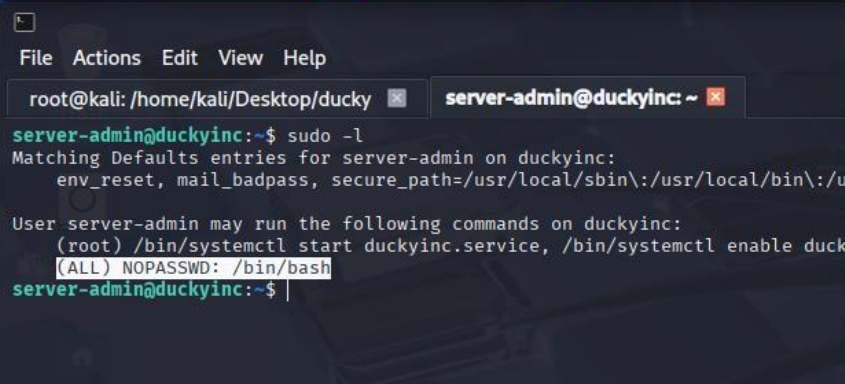 File Actions Edit View Help
root@kali: /home/kali/Desktop/ducky
server-admin@duckyinc: ~
server-admin@duckyinc:~$ sudo -l
Matching Defaults entries for server-admin on duckyinc:
env_reset, mail_badpass, secure_path=/usr/local/sbin\:/usr/local/bin\:/u
User server-admin may run the following commands on duckyinc:
(root) /bin/systemctl start duckyinc.service, /bin/systemctl enable duck
(ALL) NOPASSWD: /bin/bash
server-admin@duckyinc:~$